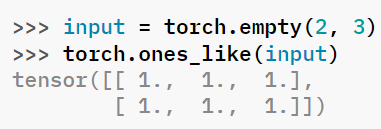 >>> input = torch.empty(2, 3)
>>> torch.ones_like(input)
tensor([[ 1.,  1.,  1.],
        [ 1.,  1.,  1.]])